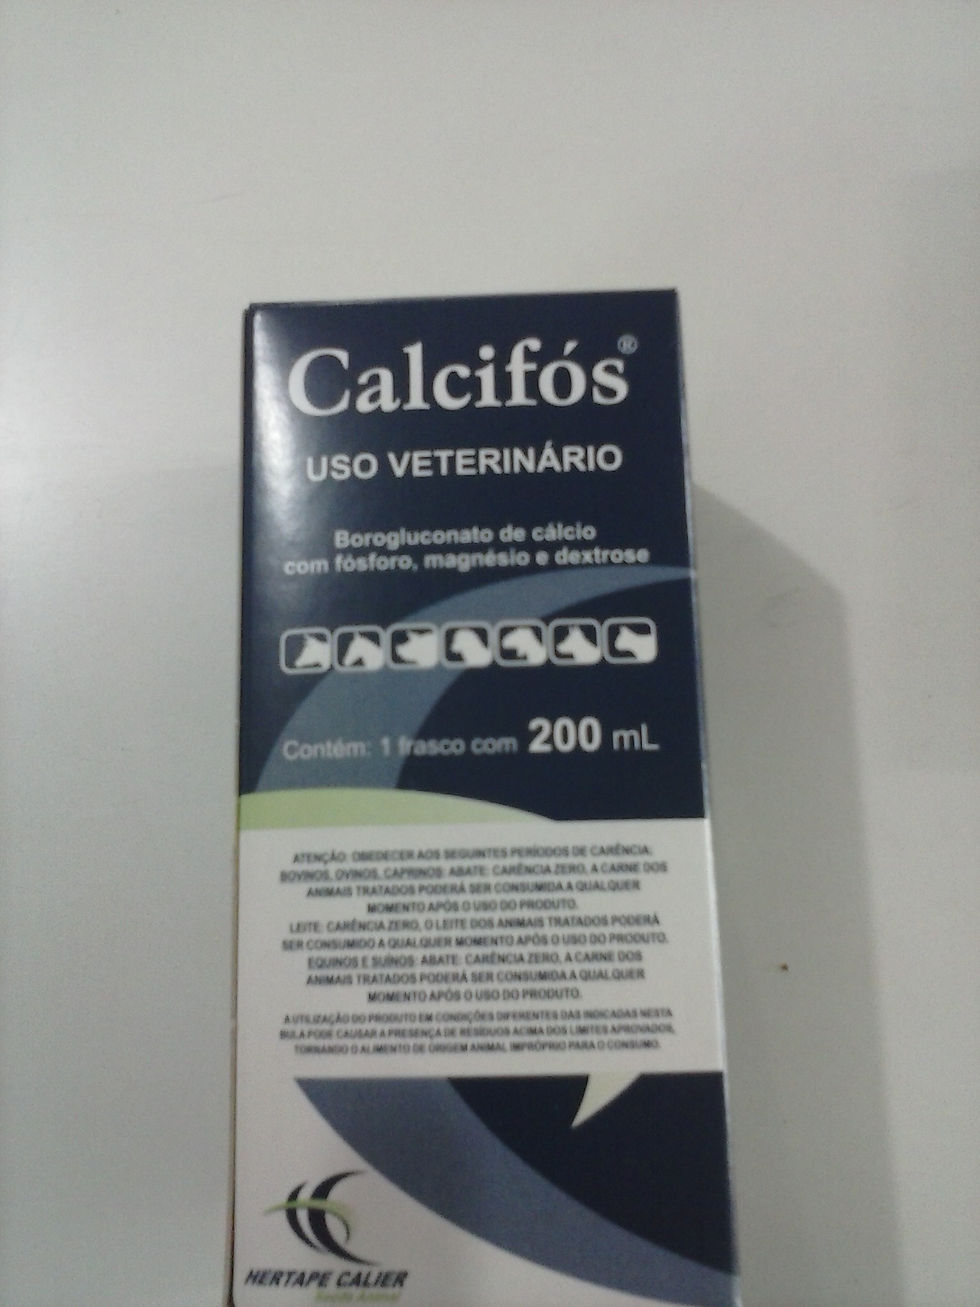 Calcifós®
USO VETERINÁRIO
Borogluconato de cálcio
com fósforo, magnésio e dextrose
Contém: 1 frasco com 200 mL
ATENÇÃO: OBEDECER AOS SEGUINTES PERÍODOS DE CARÊNCIA:
BOVINOS, OVINOS, CAPRINOS: ABATE: CARÊNCIA ZERO, A CARNE DOS
ANIMAIS TRATADOS PODERÁ SER CONSUMIDA A QUALQUER
MOMENTO APÓS O USO DO PRODUTO.
LEITE: CARÊNCIA ZERO, O LEITE DOS ANIMAIS TRATADOS PODERÁ
SER CONSUMIDO A QUALQUER MOMENTO APÓS O USO DO PRODUTO.
EQUINOS E SUÍNOS: ABATE: CARÊNCIA ZERO, A CARNE DOS
ANIMAIS TRATADOS PODERÁ SER CONSUMIDA A QUALQUER
MOMENTO APÓS O USO DO PRODUTO.
A UTILIZAÇÃO DO PRODUTO EM CONDIÇÕES DIFERENTES DAS INDICADAS NESTA
BULA PODE CAUSAR A PRESENÇA DE RESÍDUOS ACIMA DOS LIMITES APROVADOS,
TORNANDO O ALIMENTO DE ORIGEM ANIMAL IMPRÓPRIO PARA O CONSUMO.
HERTAPE CALIER
Saúde Animal